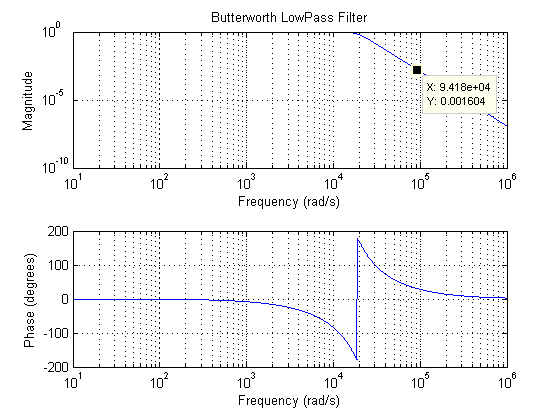 Butterworth LowPass Filter
10^0
10^-5
10^-10
Magnitude
X: 9.418e+04
Y: 0.001604
10^1 10^2 10^3 10^4 10^5 10^6
Frequency (rad/s)
200
100
0
-100
-200
Phase (degrees)
10^1 10^2 10^3 10^4 10^5 10^6
Frequency (rad/s)